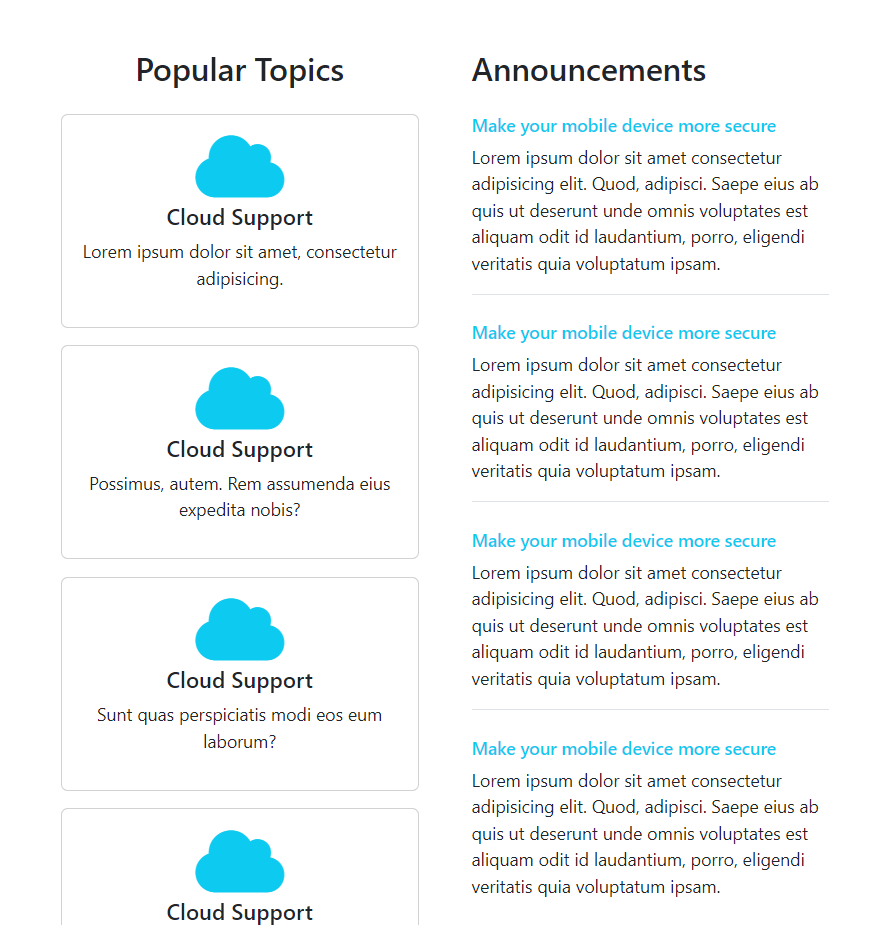 Popular Topics
Cloud Support
Lorem ipsum dolor sit amet, consectetur
adipisicing.
Cloud Support
Possimus, autem. Rem assumenda eius
expedita nobis?
Cloud Support
Sunt quas perspiciatis modi eos eum
laborum?
Cloud Support
Announcements
Make your mobile device more secure
Lorem ipsum dolor sit amet consectetur
adipisicing elit. Quod, adipisci. Saepe eius ab
quis ut deserunt unde omnis voluptates est
aliquam odit id laudantium, porro, eligendi
veritatis quia voluptatum ipsam.
Make your mobile device more secure
Lorem ipsum dolor sit amet consectetur
adipisicing elit. Quod, adipisci. Saepe eius ab
quis ut deserunt unde omnis voluptates est
aliquam odit id laudantium, porro, eligendi
veritatis quia voluptatum ipsam.
Make your mobile device more secure
Lorem ipsum dolor sit amet consectetur
adipisicing elit. Quod, adipisci. Saepe eius ab
quis ut deserunt unde omnis voluptates est
aliquam odit id laudantium, porro, eligendi
veritatis quia voluptatum ipsam.
Make your mobile device more secure
Lorem ipsum dolor sit amet consectetur
adipisicing elit. Quod, adipisci. Saepe eius ab
quis ut deserunt unde omnis voluptates est
aliquam odit id laudantium, porro, eligendi
veritatis quia voluptatum ipsam.